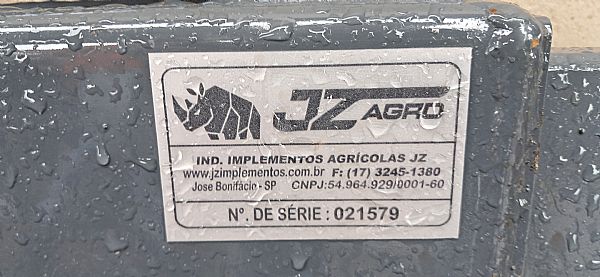 JZ AGRO
IND. IMPLEMENTOS AGRÍCOLAS JZ
www.jzimplementos.com.br F: (17) 3245-1380
Jose Bonifácio - SP CNPJ:54.964.929/0001-60
Nº. DE SÉRIE : 021579